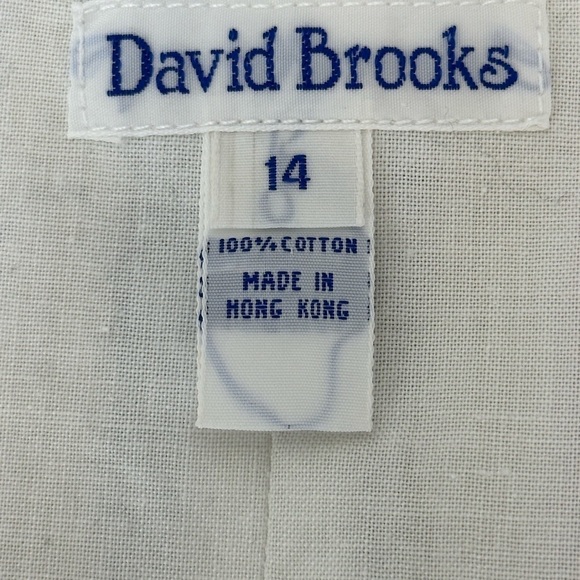 David Brooks
14
100% COTTON
MADE IN
HONG KONG